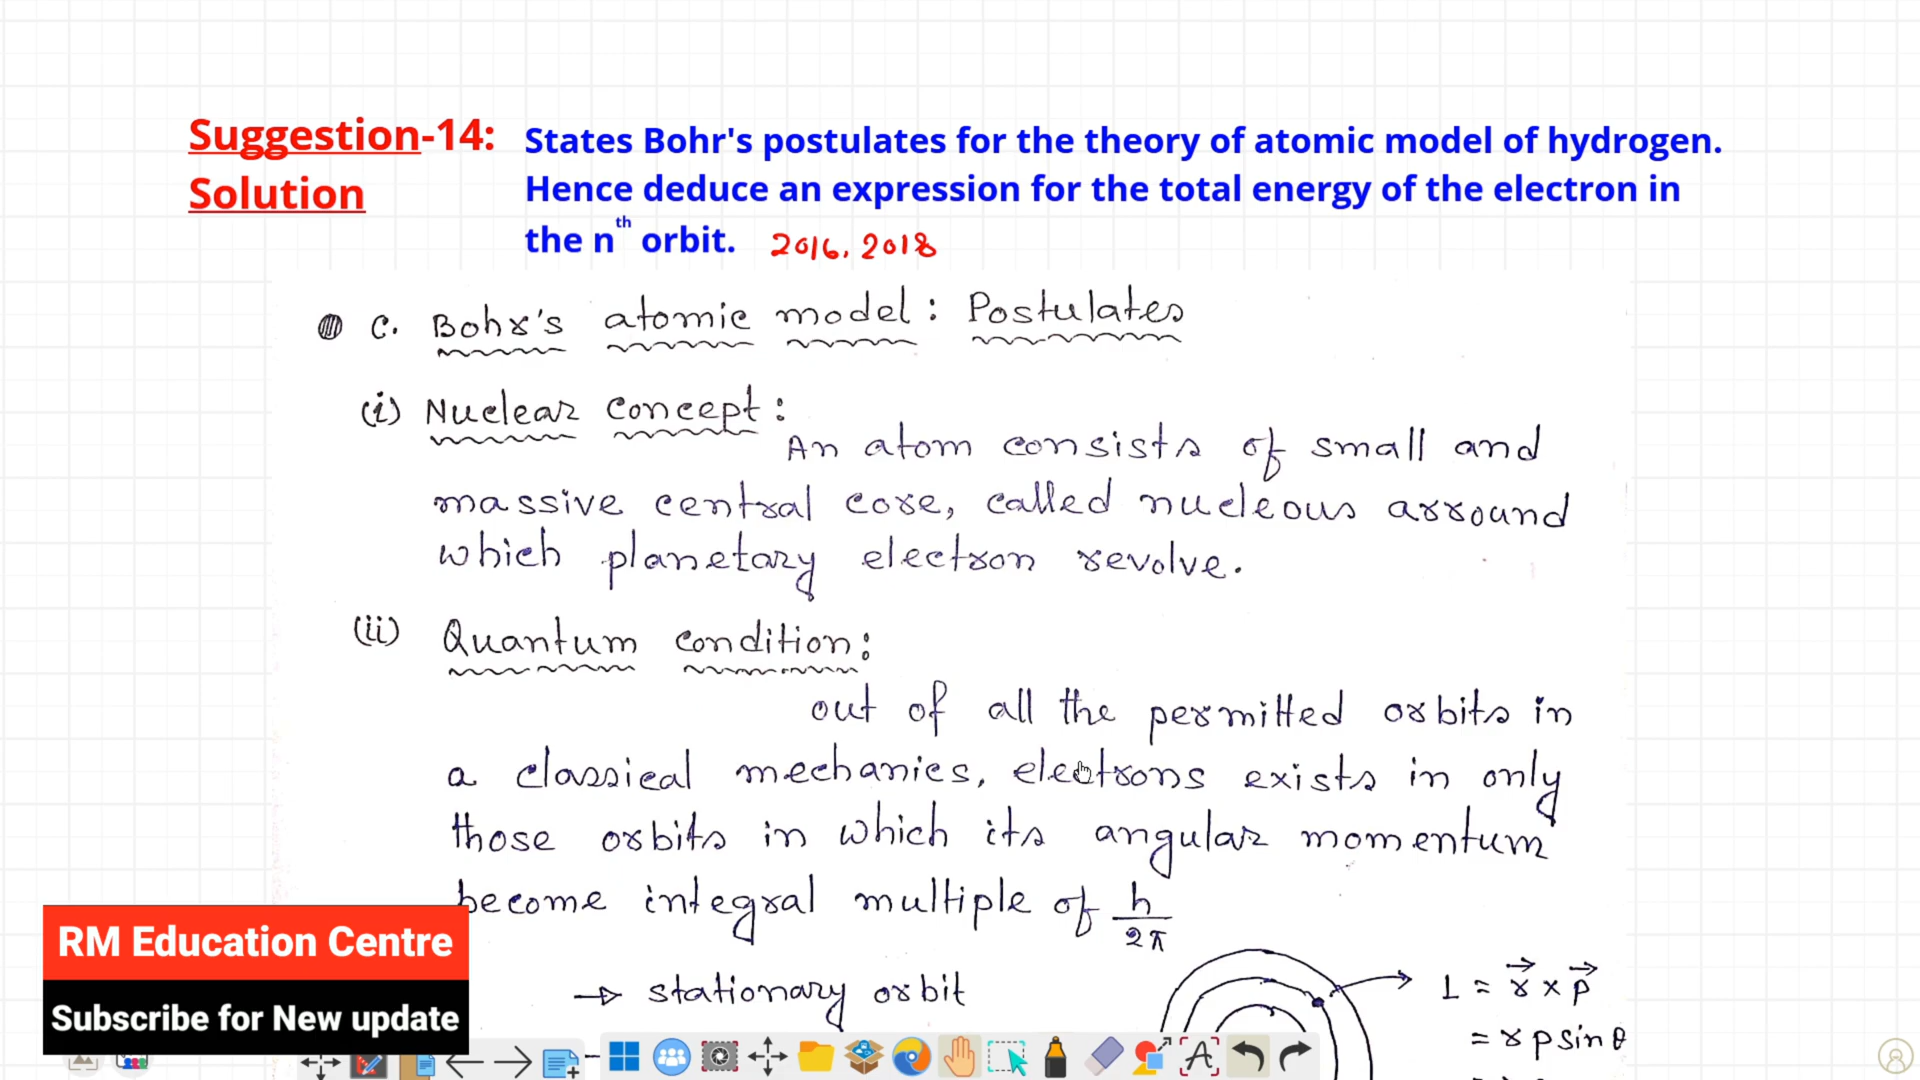 Suggestion-14: States Bohr's postulates for the theory of atomic model of hydrogen.
Solution Hence deduce an expression for the total energy of the electron in
the nth orbit. 2016, 2018
C. Bohr's atomic model: Postulates
(i) Nuclear concept:
An atom consists of small and
massive central core, called nucleous arround
which planetary electron revolve.
(ii) Quantum condition:
out of all the permitted orbits in
a classical mechanics, electrons exists in only
those orbits in which its angular momentum
become integral multiple of h/2π
→ stationary orbit
L = r⃗ × p⃗
= r p sin θ
RM Education Centre
Subscribe for New update